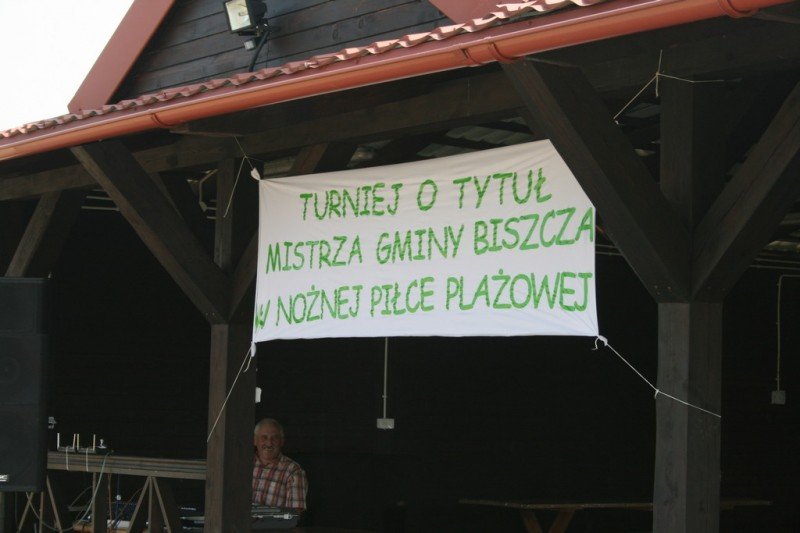 TURNIEJ O TYTUŁ
MISTRZA GMINY BISZCZA
W NOŻNEJ PIŁCE PLAŻOWEJ